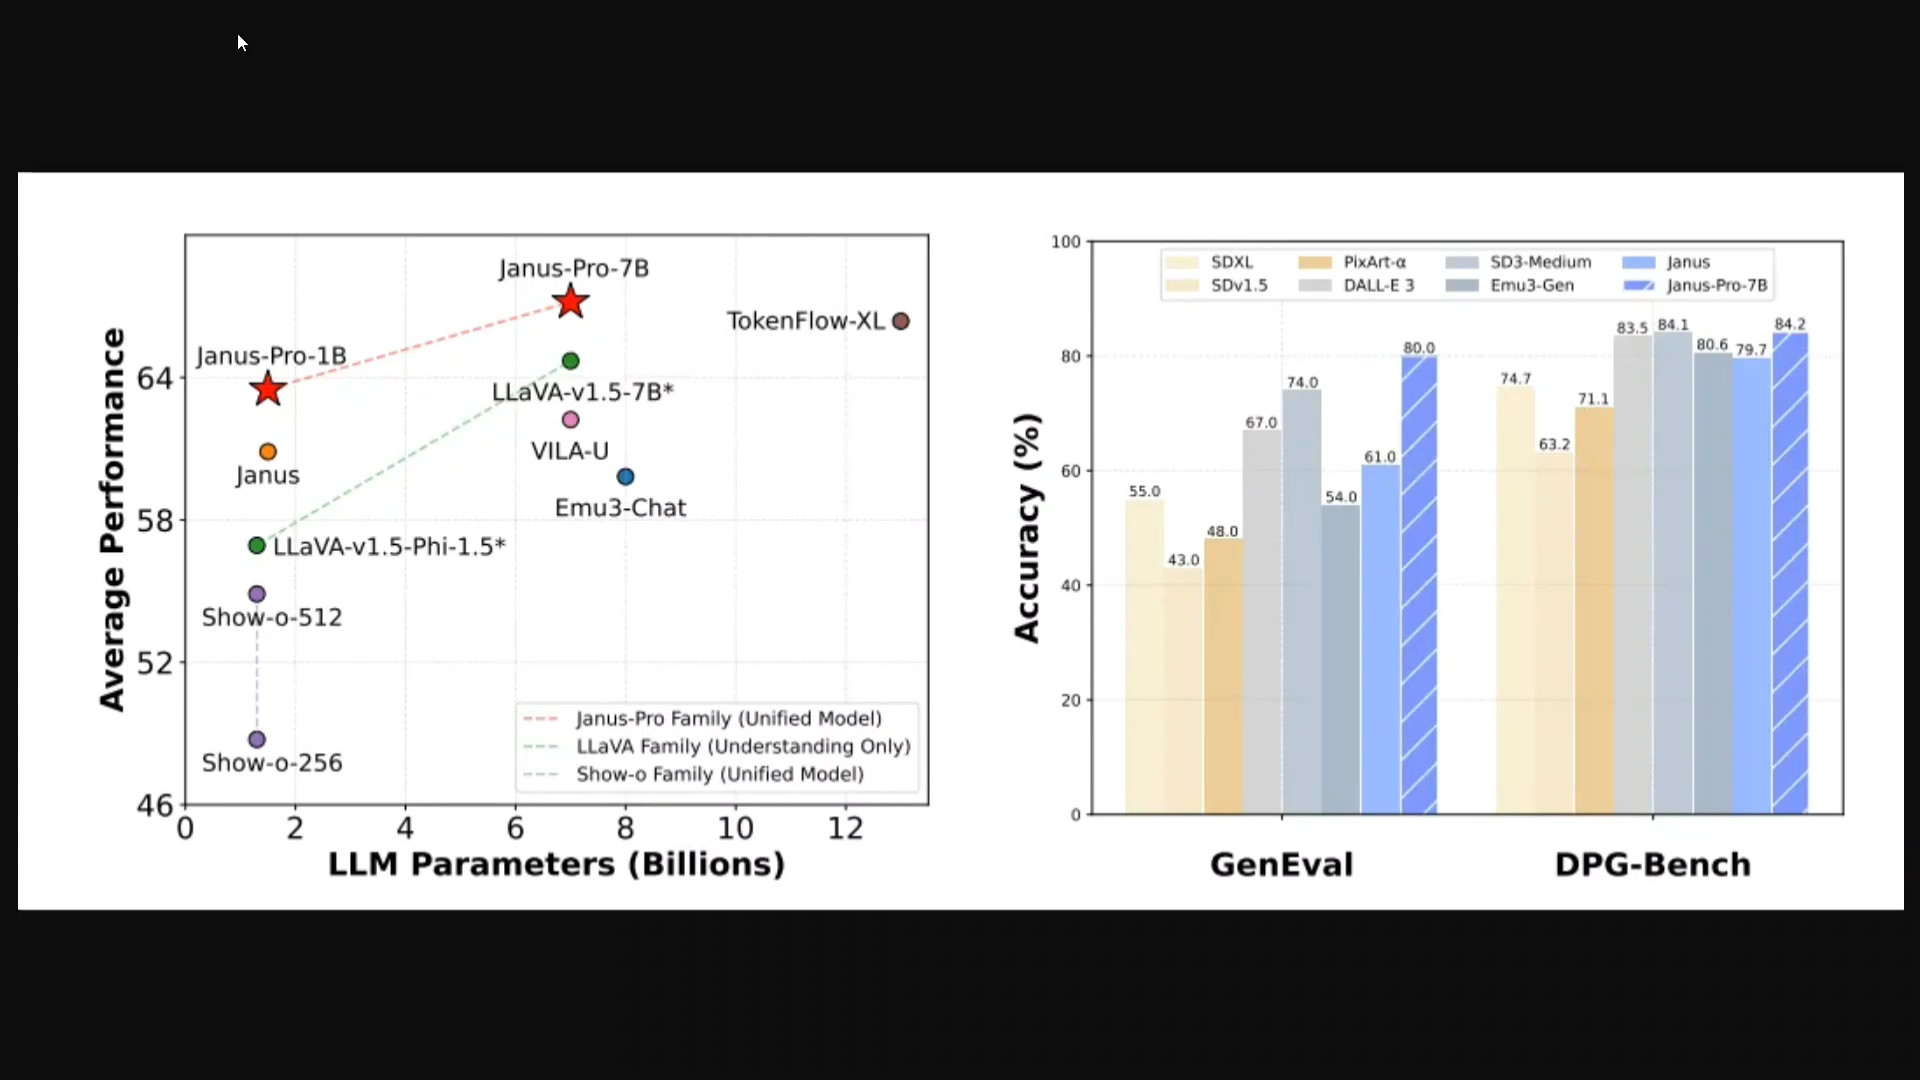 Janus-Pro-7B
TokenFlow-XL
Janus-Pro-1B
LLaVA-v1.5-7B*
VILA-U
Janus
Emu3-Chat
LLaVA-v1.5-Phi-1.5*
Show-o-512
Show-o-256
Janus-Pro Family (Unified Model)
LLaVA Family (Understanding Only)
Show-o Family (Unified Model)
64
58
52
46
0 2 4 6 8 10 12
Average Performance
LLM Parameters (Billions)
100
80
60
40
20
0
Accuracy (%)
SDXL PixArt-α SD3-Medium Janus
SDv1.5 DALL-E 3 Emu3-Gen Janus-Pro-7B
55.0 43.0 48.0 67.0 74.0 54.0 61.0 80.0
74.7 63.2 71.1 83.5 84.1 80.6 79.7 84.2
GenEval DPG-Bench